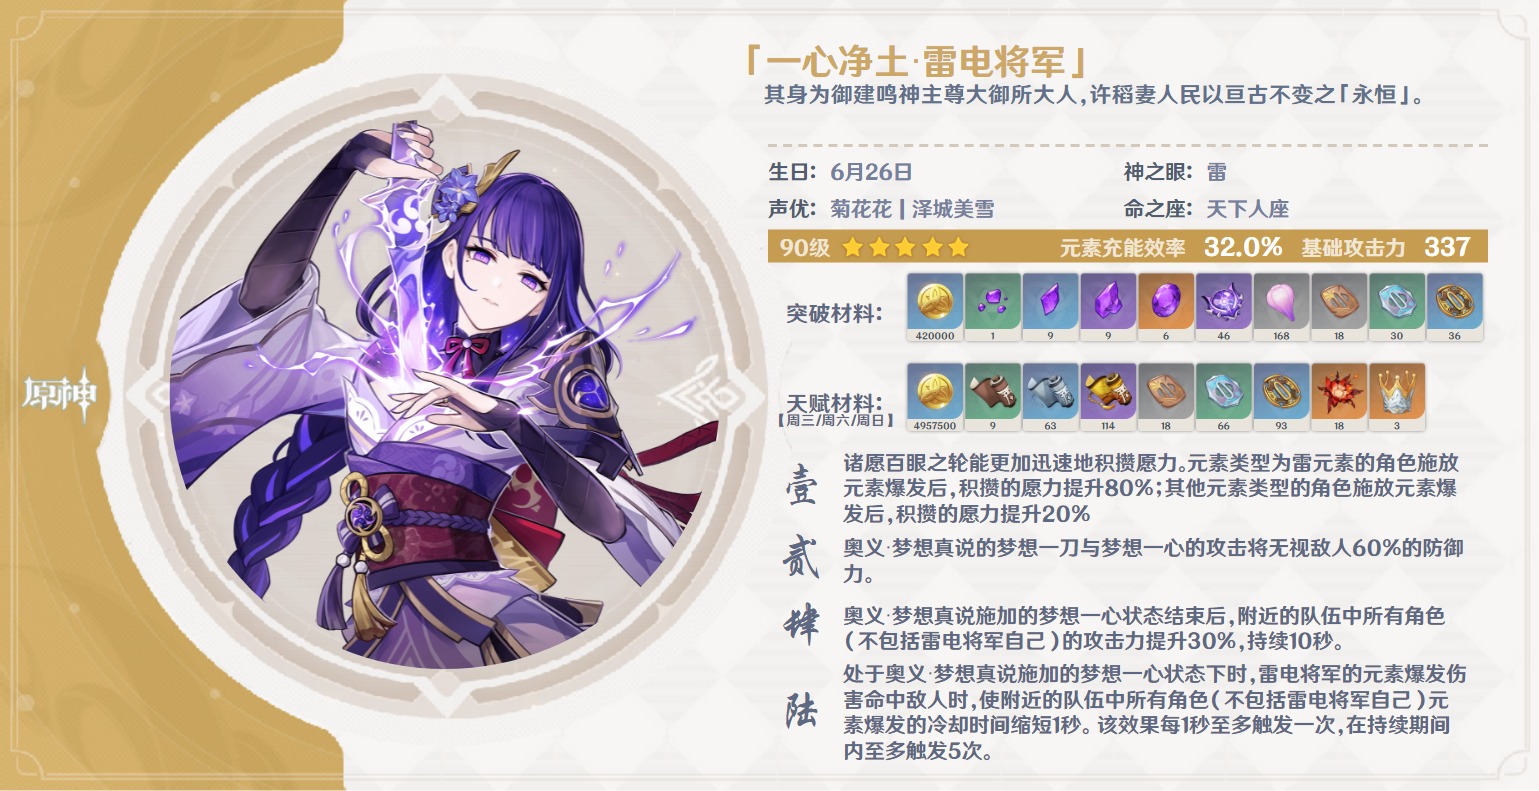 「一心净土·雷电将军」
其身为御建鸣神主尊大御所大人,许稻妻人民以亘古不变之「永恒」。
生日: 6月26日 神之眼: 雷
声优: 菊花花 | 泽城美雪 命之座: 天下人座
90级 元素充能效率 32.0% 基础攻击力 337
突破材料:
420000 1 9 9 6 46 168 18 30 36
天赋材料:
【周三/周六/周日】
4957500 9 63 114 18 66 93 18 3
原神
壹
诸愿百眼之轮能更加迅速地积攒愿力。元素类型为雷元素的角色施放
元素爆发后,积攒的愿力提升80%;其他元素类型的角色施放元素爆
发后,积攒的愿力提升20%
贰
奥义·梦想真说的梦想一刀与梦想一心的攻击将无视敌人60%的防御
力。
肆
奥义·梦想真说施加的梦想一心状态结束后,附近的队伍中所有角色
(不包括雷电将军自己)的攻击力提升30%,持续10秒。
陆
处于奥义·梦想真说施加的梦想一心状态下时,雷电将军的元素爆发伤
害命中敌人时,使附近的队伍中所有角色(不包括雷电将军自己)元
素爆发的冷却时间缩短1秒。该效果每1秒至多触发一次,在持续期间
内至多触发5次。